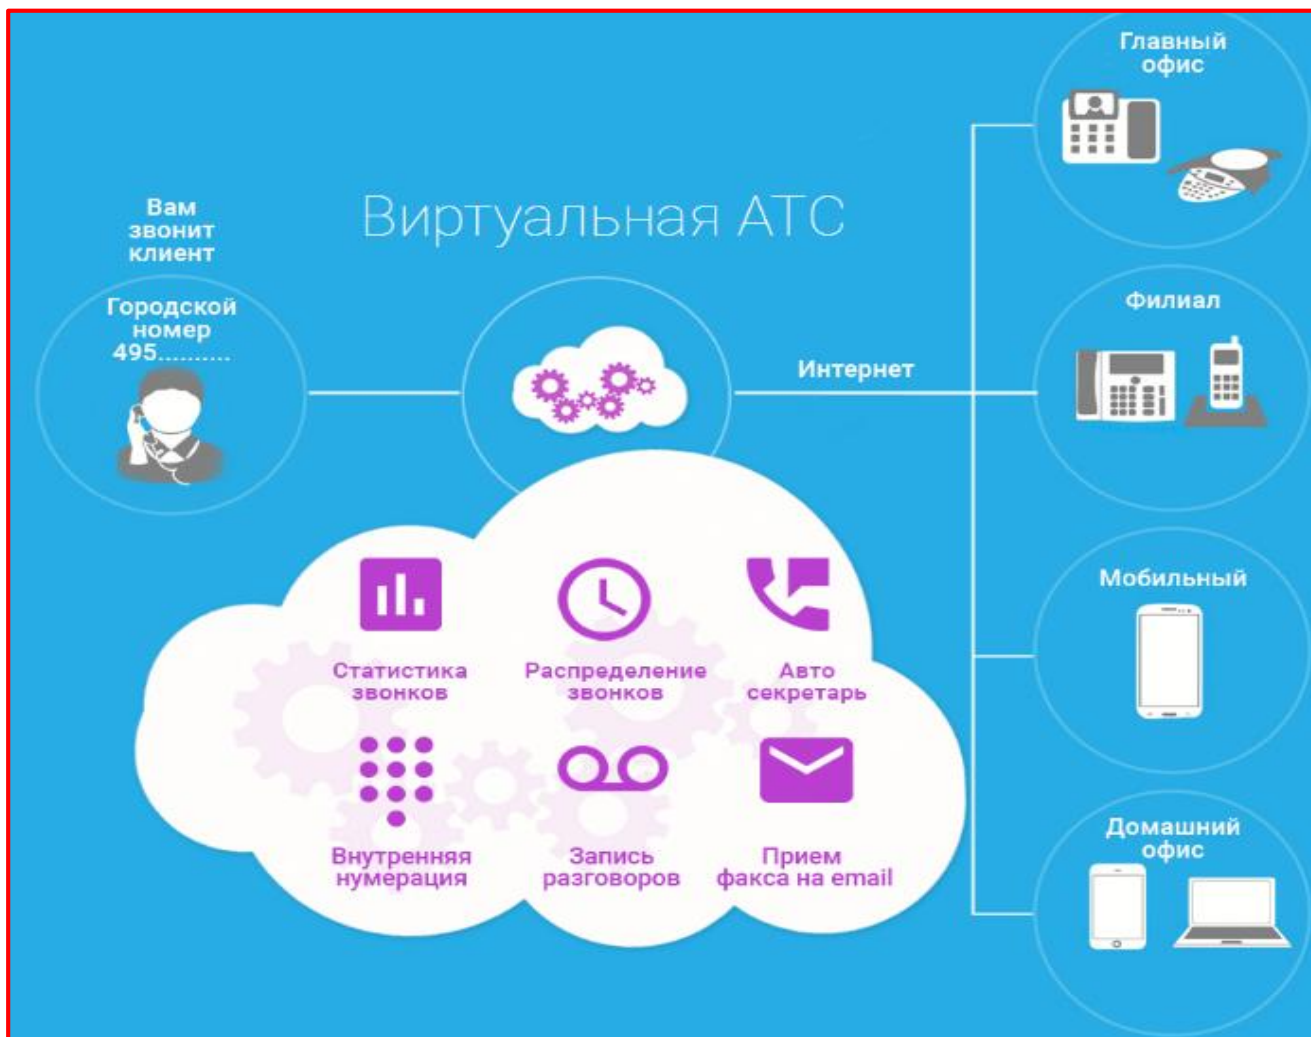 Виртуальная АТС
Вам
звонит
клиент
Городской
номер
495..........
Интернет
Главный
офис
Филиал
Мобильный
Домашний
офис
Статистика
звонков
Распределение
звонков
Авто
секретарь
Внутренняя
нумерация
Запись
разговоров
Прием
факса на email